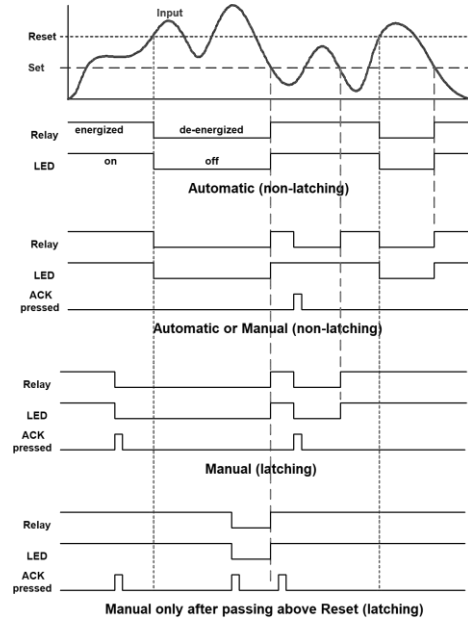 Input
Reset
Set
energized de-energized
Relay
LED
on off
Automatic (non-latching)
Relay
LED
ACK
pressed
Automatic or Manual (non-latching)
Relay
LED
ACK
pressed
Manual (latching)
Relay
LED
ACK
pressed
Manual only after passing above Reset (latching)